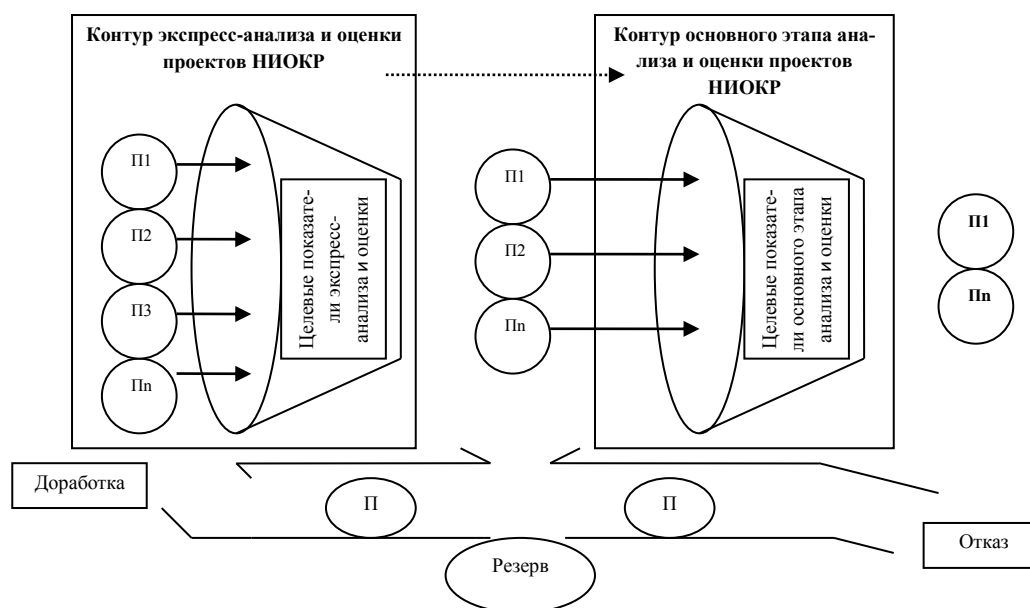 Контур экспресс-анализа и оценки
проектов НИОКР
П1
П2
П3
Пn
Целевые показате-
ли экспресс-
анализа и оценки
П1
П2
Пn
Контур основного этапа ана-
лиза и оценки проектов
НИОКР
Целевые показате-
ли основного этапа
анализа и оценки
П1
Пn
Доработка
П
П
Резерв
Отказ